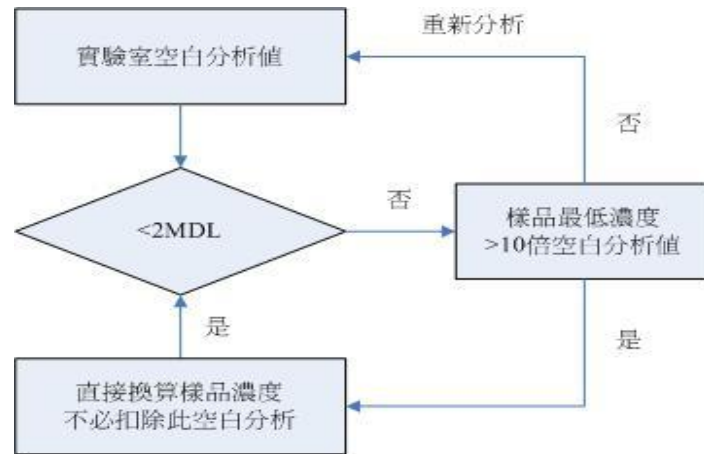 重新分析
實驗室空白分析值
否
<2MDL
否
樣品最低濃度
>10倍空白分析值
是
是
直接換算樣品濃度
不必扣除此空白分析